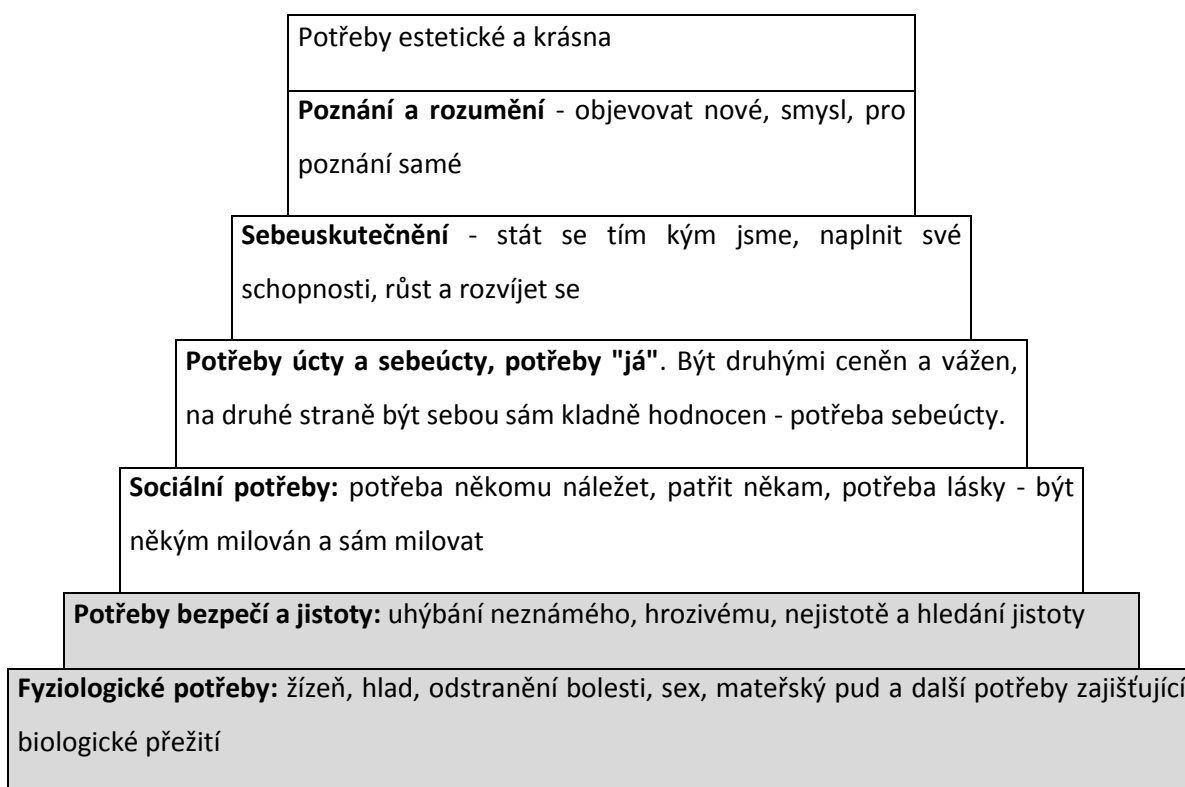 Potřeby estetické a krásna
Poznání a rozumění - objevovat nové, smysl, pro
poznání samé
Sebeuskutečnění - stát se tím kým jsme, naplnit své
schopnosti, růst a rozvíjet se
Potřeby úcty a sebeúcty, potřeby "já". Být druhými ceněn a vážen,
na druhé straně být sebou sám kladně hodnocen - potřeba sebeúcty.
Sociální potřeby: potřeba někomu náležet, patřit někam, potřeba lásky - být
někým milován a sám milovat
Potřeby bezpečí a jistoty: uhýbání neznámého, hrozivému, nejistotě a hledání jistoty
Fyziologické potřeby: žízeň, hlad, odstranění bolesti, sex, mateřský pud a další potřeby zajišťující
biologické přežití